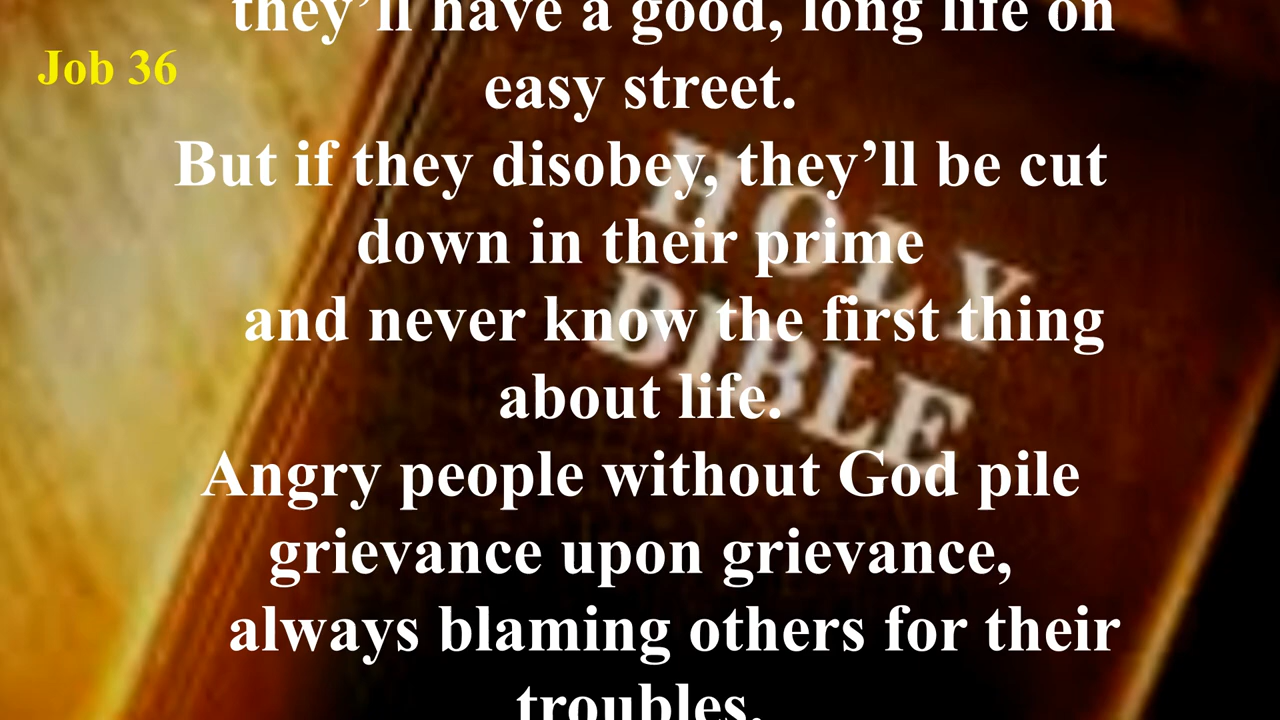 they’ll have a good, long life on
Job 36
easy street.
But if they disobey, they’ll be cut
down in their prime
and never know the first thing
about life.
Angry people without God pile
grievance upon grievance,
always blaming others for their
troubles.
HOLY
BIBLE